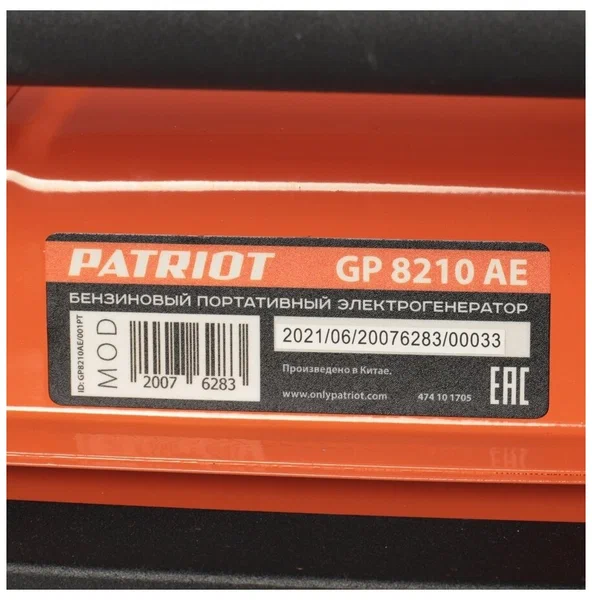 PATRIOT GP 8210 AE
БЕНЗИНОВЫЙ ПОРТАТИВНЫЙ ЭЛЕКТРОГЕНЕРАТОР
ID: GP8210AE/001PT
MOD
2007 6283
2021/06/20076283/00033
Произведено в Китае.
www.onlypatriot.com
474 10 1705
EAC